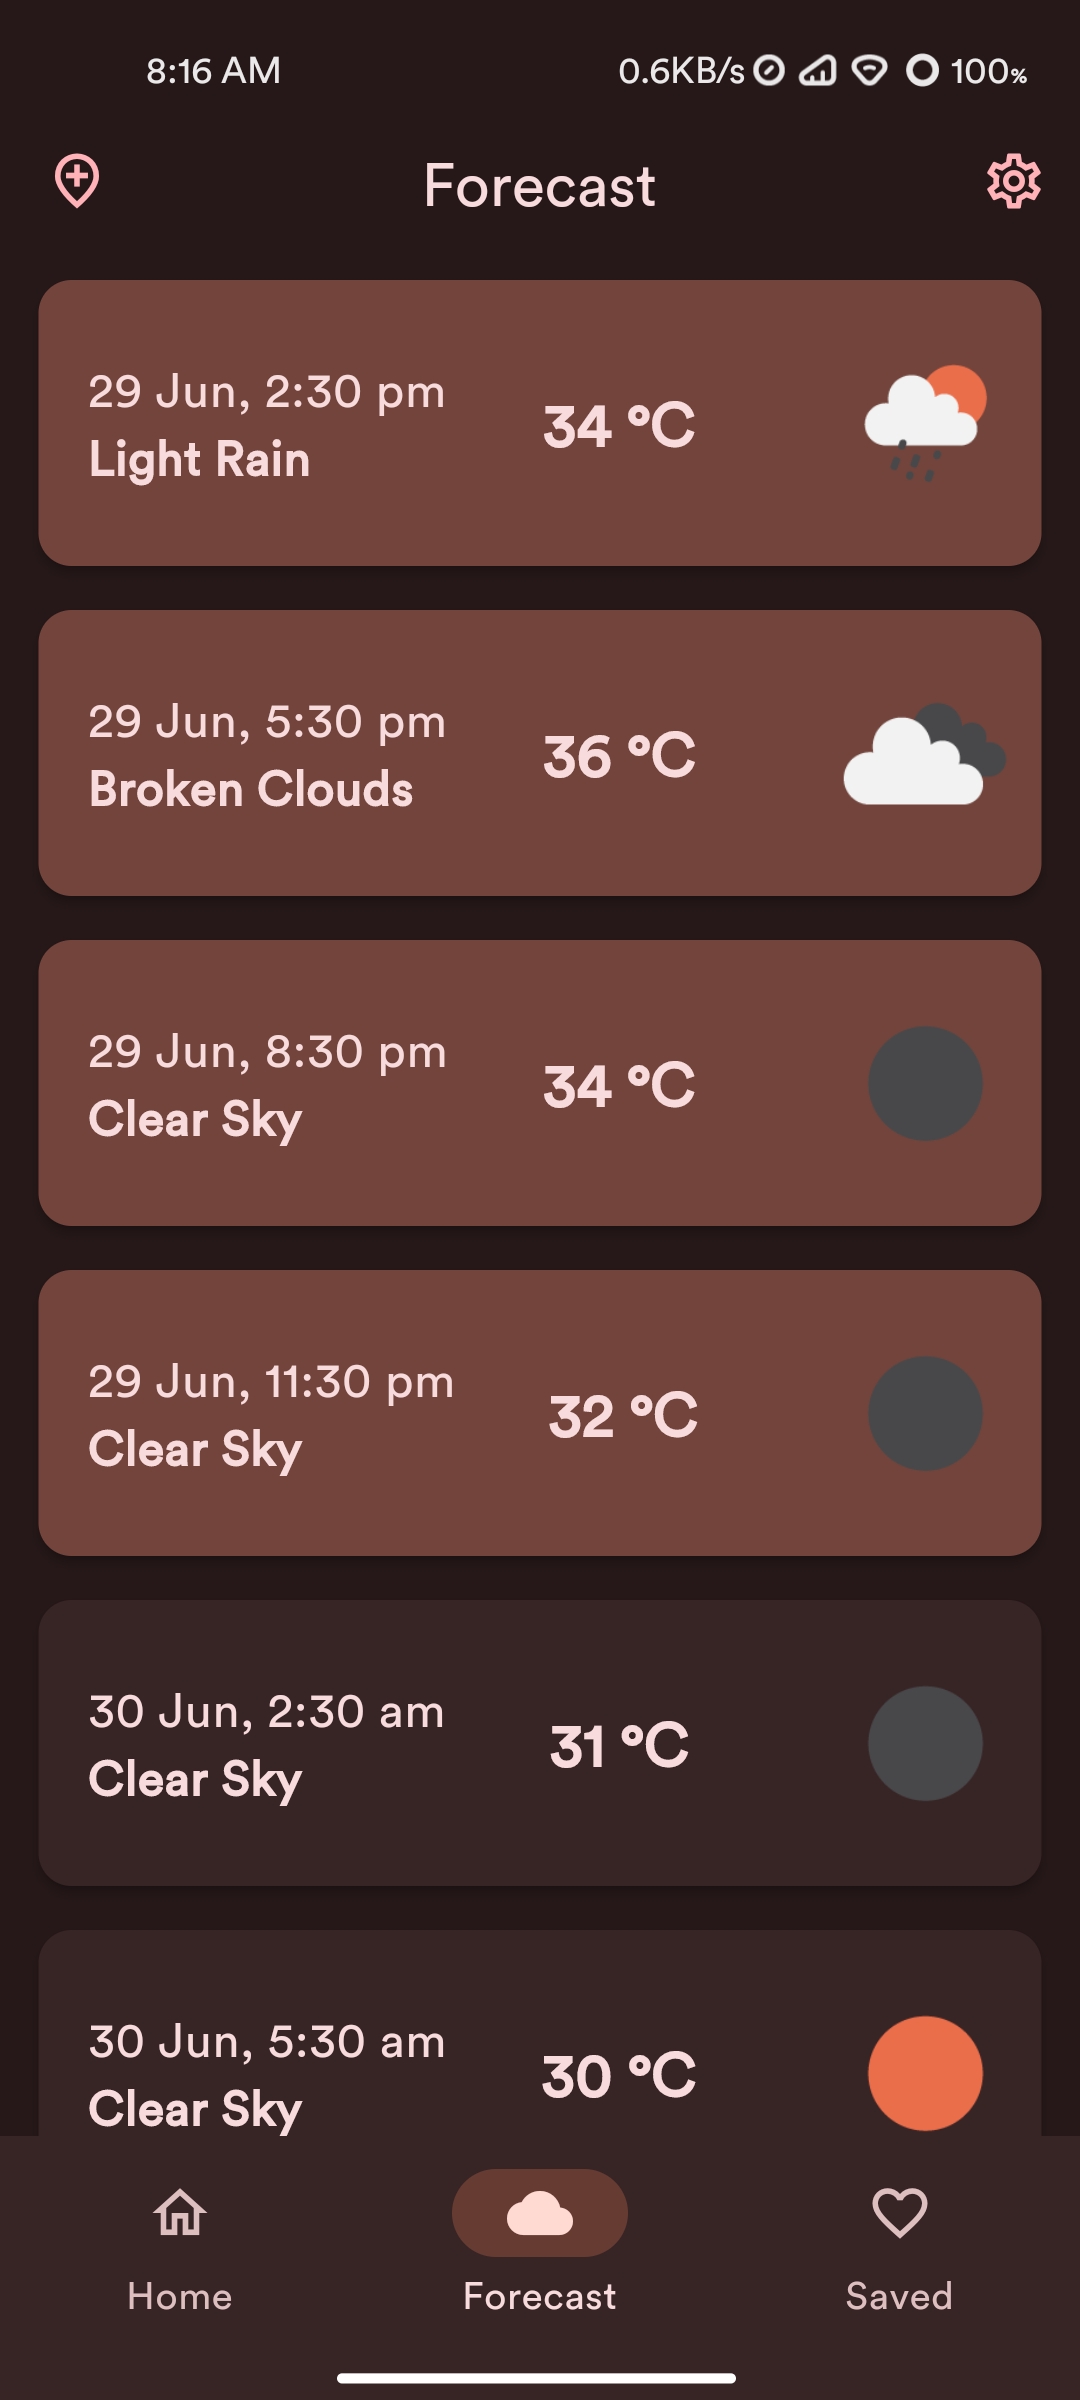 8:16 AM 0.6KB/s 100%
Forecast
29 Jun, 2:30 pm
Light Rain
34 °C
29 Jun, 5:30 pm
Broken Clouds
36 °C
29 Jun, 8:30 pm
Clear Sky
34 °C
29 Jun, 11:30 pm
Clear Sky
32 °C
30 Jun, 2:30 am
Clear Sky
31 °C
30 Jun, 5:30 am
Clear Sky
30 °C
Home Forecast Saved